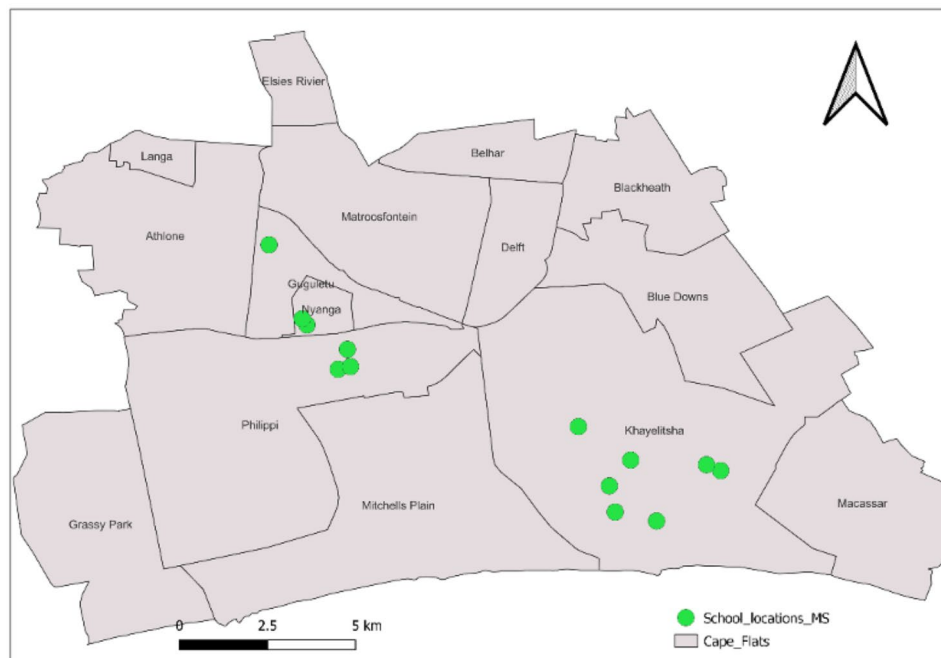 Elsies Rivier
Langa
Belhar
Blackheath
Matroosfontein
Athlone
Delft
Guguletu
Blue Downs
Nyanga
Philippi
Khayelitsha
Mitchells Plain
Macassar
Grassy Park
0 2.5 5 km
School_locations_MS
Cape_Flats